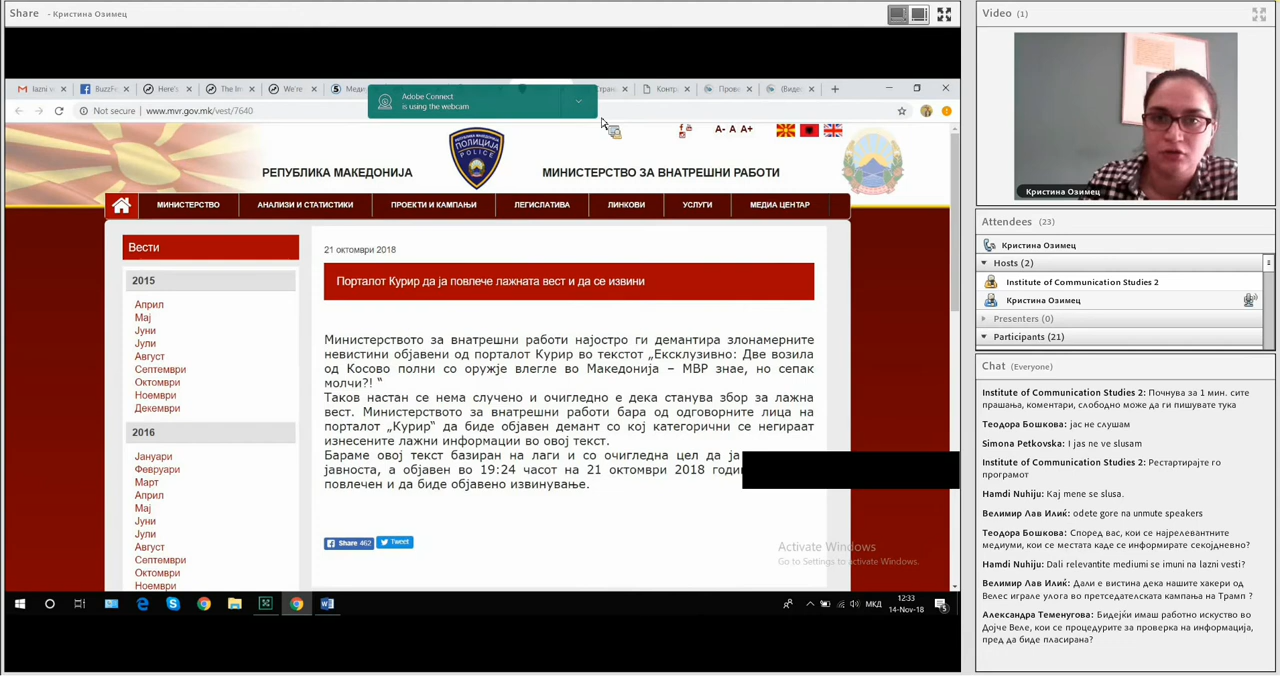 Share - Кристина Озимец
Video (1)
lazni v
BuzzFe
Here's
The Im
We're
Меди
Стран
Контр
Прове
(Видео
Adobe Connect
is using the webcam
Not secure
www.mvr.gov.mk/vest/7640
A- A A+
РЕПУБЛИКА МАКЕДОНИЈА
ПОЛИЦИЈА
POLICE
МИНИСТЕРСТВО ЗА ВНАТРЕШНИ РАБОТИ
МИНИСТЕРСТВО
АНАЛИЗИ И СТАТИСТИКИ
ПРОЕКТИ И КАМПАЊИ
ЛЕГИСЛАТИВА
ЛИНКОВИ
УСЛУГИ
МЕДИА ЦЕНТАР
Вести
2015
Април
Мај
Јуни
Јули
Август
Септември
Октомври
Ноември
Декември
2016
Јануари
Февруари
Март
Април
Мај
Јуни
Јули
Август
Септември
Октомври
Ноември
21 октомври 2018
Порталот Курир да ја повлече лажната вест и да се извини
Министерството за внатрешни работи најостро ги демантира злонамерните
невистини објавени од порталот Курир во текстот „Ексклузивно: Две возила
од Косово полни со оружје влегле во Македонија – МВР знае, но сепак
молчи?! “
Таков настан се нема случено и очигледно е дека станува збор за лажна
вест. Министерството за внатрешни работи бара од одговорните лица на
порталот „Курир“ да биде објавен демант со кој категорични се негираат
изнесените лажни информации во овој текст.
Бараме овој текст базиран на лаги и со очигледна цел да ја
јавноста, а објавен во 19:24 часот на 21 октомври 2018 годи
повлечен и да биде објавено извинување.
Share 462
Tweet
Activate Windows
Go to Settings to activate Windows.
МКД
12:33
14-Nov-18
5
Кристина Озимец
Attendees (23)
Кристина Озимец
Hosts (2)
Institute of Communication Studies 2
Кристина Озимец
Presenters (0)
Participants (21)
Chat (Everyone)
Institute of Communication Studies 2: Почнува за 1 мин. сите
прашања, коментари, слободно може да ги пишувате тука
Теодора Бошкова: јас не слушам
Simona Petkovska: I jas ne ve slusam
Institute of Communication Studies 2: Рестартирајте го
програмот
Hamdi Nuhiju: Kaj mene se slusa.
Велимир Лав Илиќ: odete gore na unmute speakers
Теодора Бошкова: Според вас, кои се најрелевантните
медиуми, кои се местата каде се информирате секојдневно?
Hamdi Nuhiju: Dali relevantite mediumi se imuni na lazni vesti?
Велимир Лав Илиќ: Дали е вистина дека нашите хакери од
Велес играле улога во претседателската кампања на Трамп ?
Александра Теменугова: Бидејќи имаш работно искуство во
Дојче Веле, кои се процедурите за проверка на информација,
пред да биде пласирана?